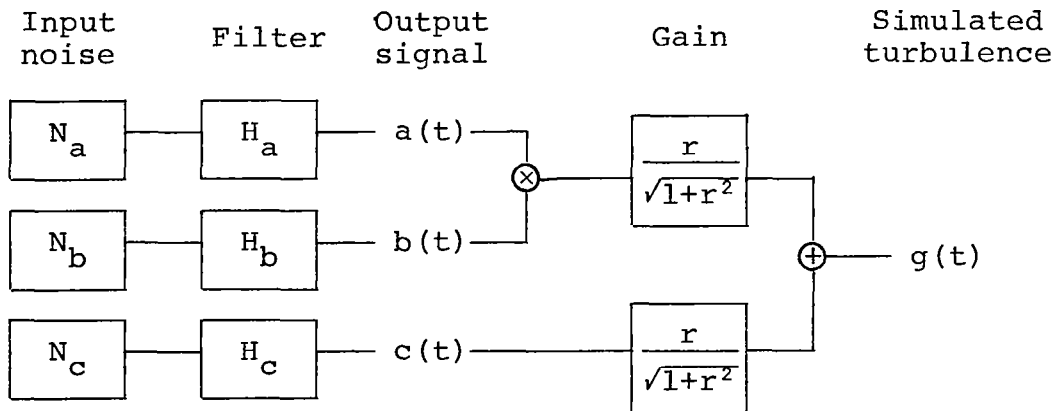 Input noise
Filter
Output signal
Gain
Simulated turbulence
N_a
H_a
a(t)
×
r
√1+r²
N_b
H_b
b(t)
+
g(t)
N_c
H_c
c(t)
r
√1+r²